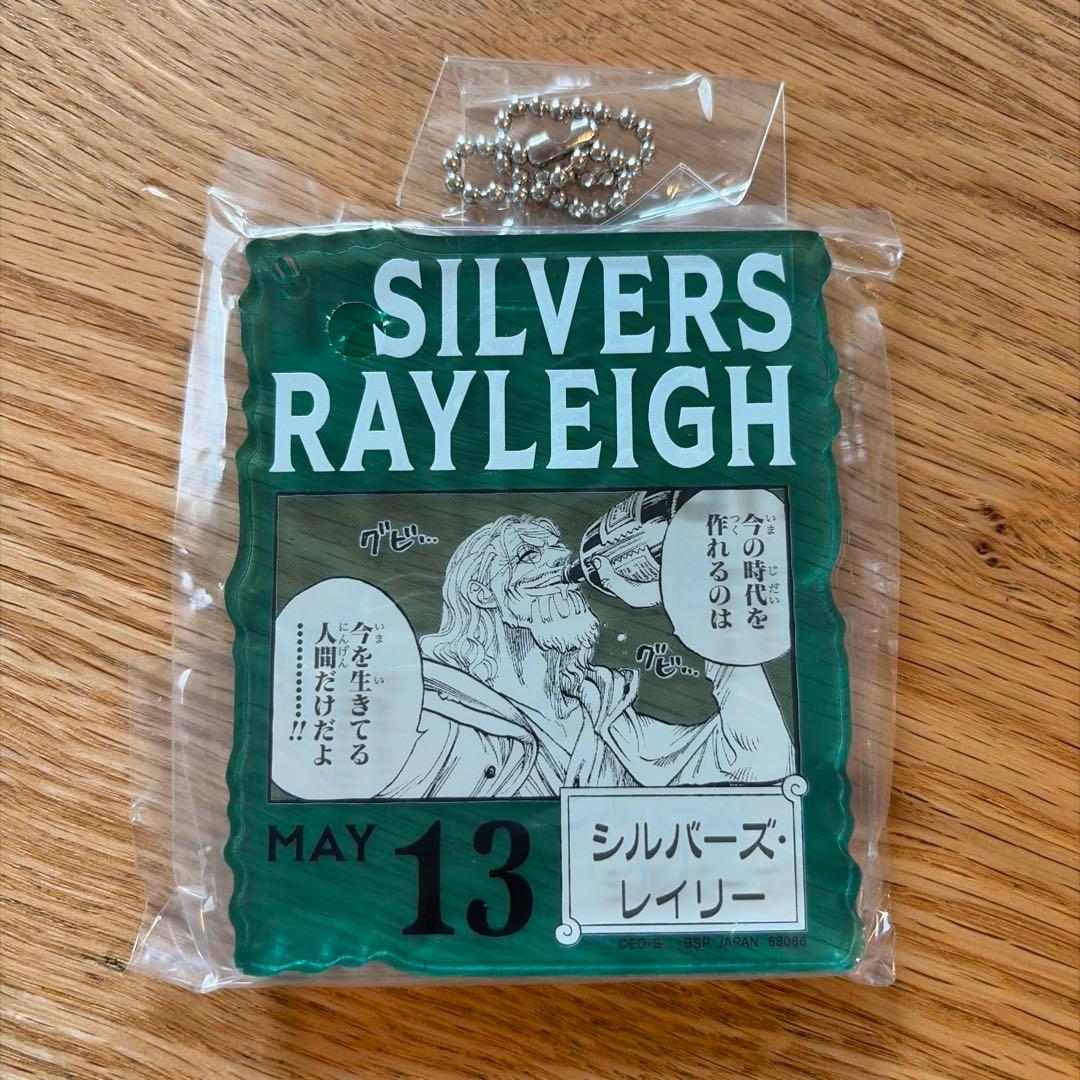 SILVERS
RAYLEIGH
今の時代を
作れるのは
グビ…
グビ…
今を生きてる
人間だけだよ
…………!!
MAY 13
シルバーズ・
レイリー
©EO/S BSP JAPAN 68086